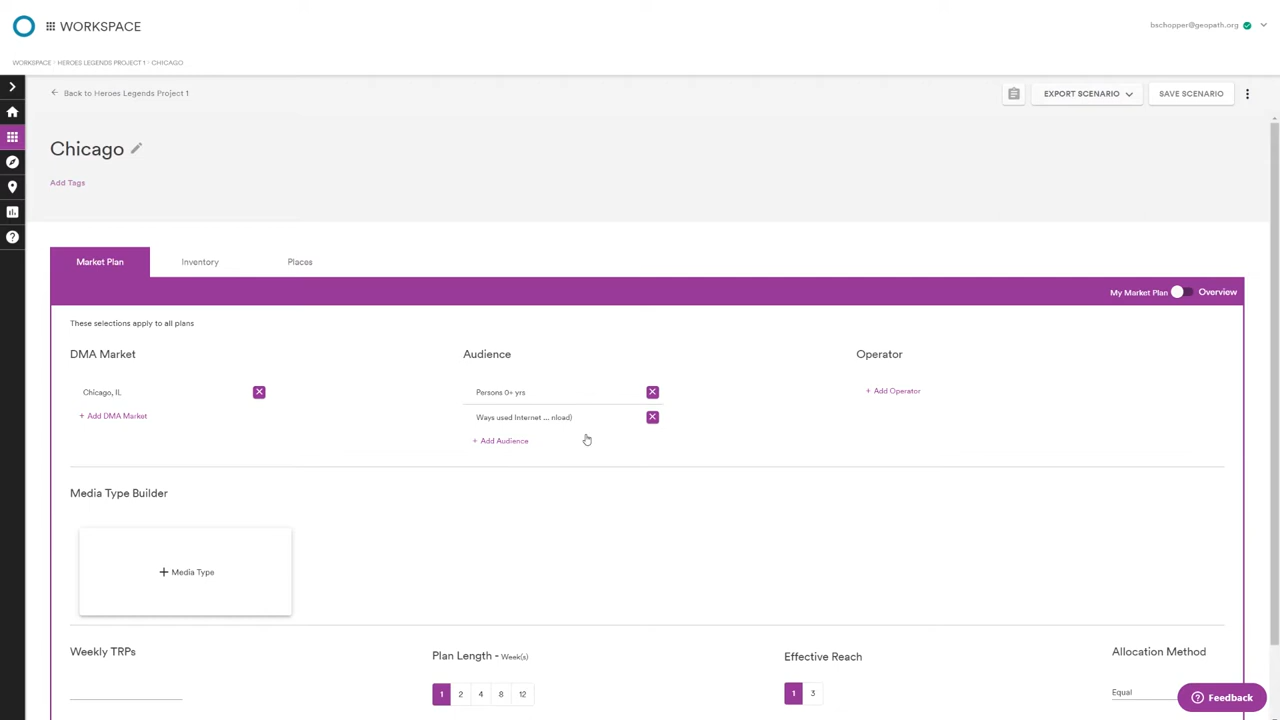 WORKSPACE
bschopper@geopath.org
WORKSPACE › HEROES LEGENDS PROJECT 1 › CHICAGO
← Back to Heroes Legends Project 1
EXPORT SCENARIO
SAVE SCENARIO
Chicago
Add Tags
Market Plan
Inventory
Places
My Market Plan
Overview
These selections apply to all plans
DMA Market
Audience
Operator
Chicago, IL
Persons 0+ yrs
+ Add Operator
+ Add DMA Market
Ways used Internet ... nload)
+ Add Audience
Media Type Builder
+ Media Type
Weekly TRPs
Plan Length - Week(s)
Effective Reach
Allocation Method
1 2 4 8 12
1 3
Equal
Feedback